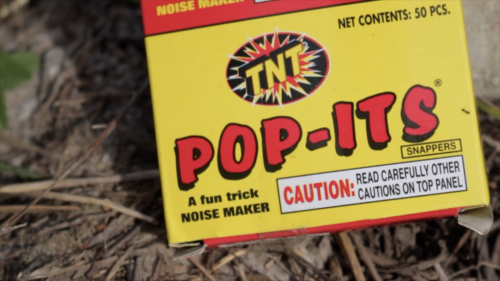 NOISE MAKER
NET CONTENTS: 50 PCS.
TNT
POP-ITS®
SNAPPERS
A fun trick
NOISE MAKER
CAUTION: READ CAREFULLY OTHER
CAUTIONS ON TOP PANEL